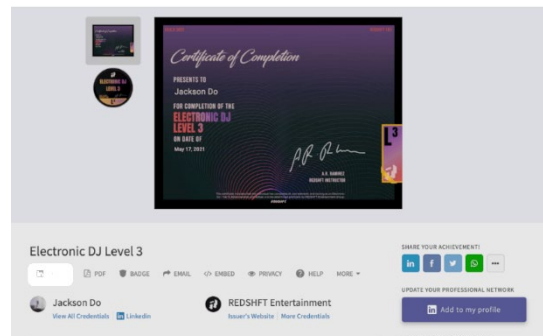 Certificate of Completion
PRESENTS TO
Jackson Do
FOR COMPLETION OF THE
ELECTRONIC DJ
LEVEL 3
ON DATE OF
May 17, 2021
A.R. RAMIREZ
REDSHFT INSTRUCTOR
REDSHFT
L3
ELECTRONIC DJ
LEVEL 3
Electronic DJ Level 3
PDF BADGE EMAIL </> EMBED PRIVACY HELP MORE
Jackson Do
View All Credentials LinkedIn
REDSHFT Entertainment
Issuer's Website More Credentials
SHARE YOUR ACHIEVEMENT!
in f
UPDATE YOUR PROFESSIONAL NETWORK
in Add to my profile